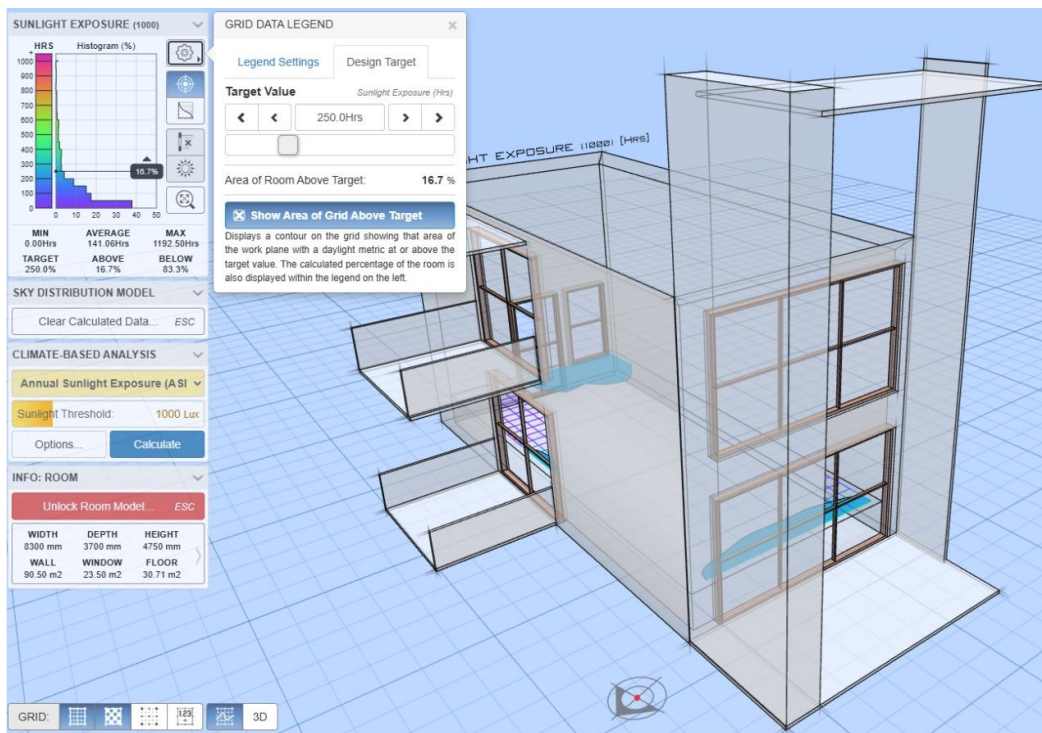 SUNLIGHT EXPOSURE (1000)
HRS Histogram (%)
+
1000
900
800
700
600
500
400
300
200
100
0
16.7%
0 10 20 30 40 50
MIN AVERAGE MAX
0.00Hrs 141.06Hrs 1192.50Hrs
TARGET ABOVE BELOW
250.0% 16.7% 83.3%
SKY DISTRIBUTION MODEL
Clear Calculated Data... ESC
CLIMATE-BASED ANALYSIS
Annual Sunlight Exposure (ASI
Sunlight Threshold: 1000 Lux
Options... Calculate
INFO: ROOM
Unlock Room Model... ESC
WIDTH DEPTH HEIGHT
8300 mm 3700 mm 4750 mm
WALL WINDOW FLOOR
90.50 m2 23.50 m2 30.71 m2
GRID DATA LEGEND ×
Legend Settings Design Target
Target Value Sunlight Exposure (Hrs)
250.0Hrs
Area of Room Above Target: 16.7 %
Show Area of Grid Above Target
Displays a contour on the grid showing that area of
the work plane with a daylight metric at or above the
target value. The calculated percentage of the room is
also displayed within the legend on the left.
HT EXPOSURE (1000) [HRS]
GRID: 123 3D